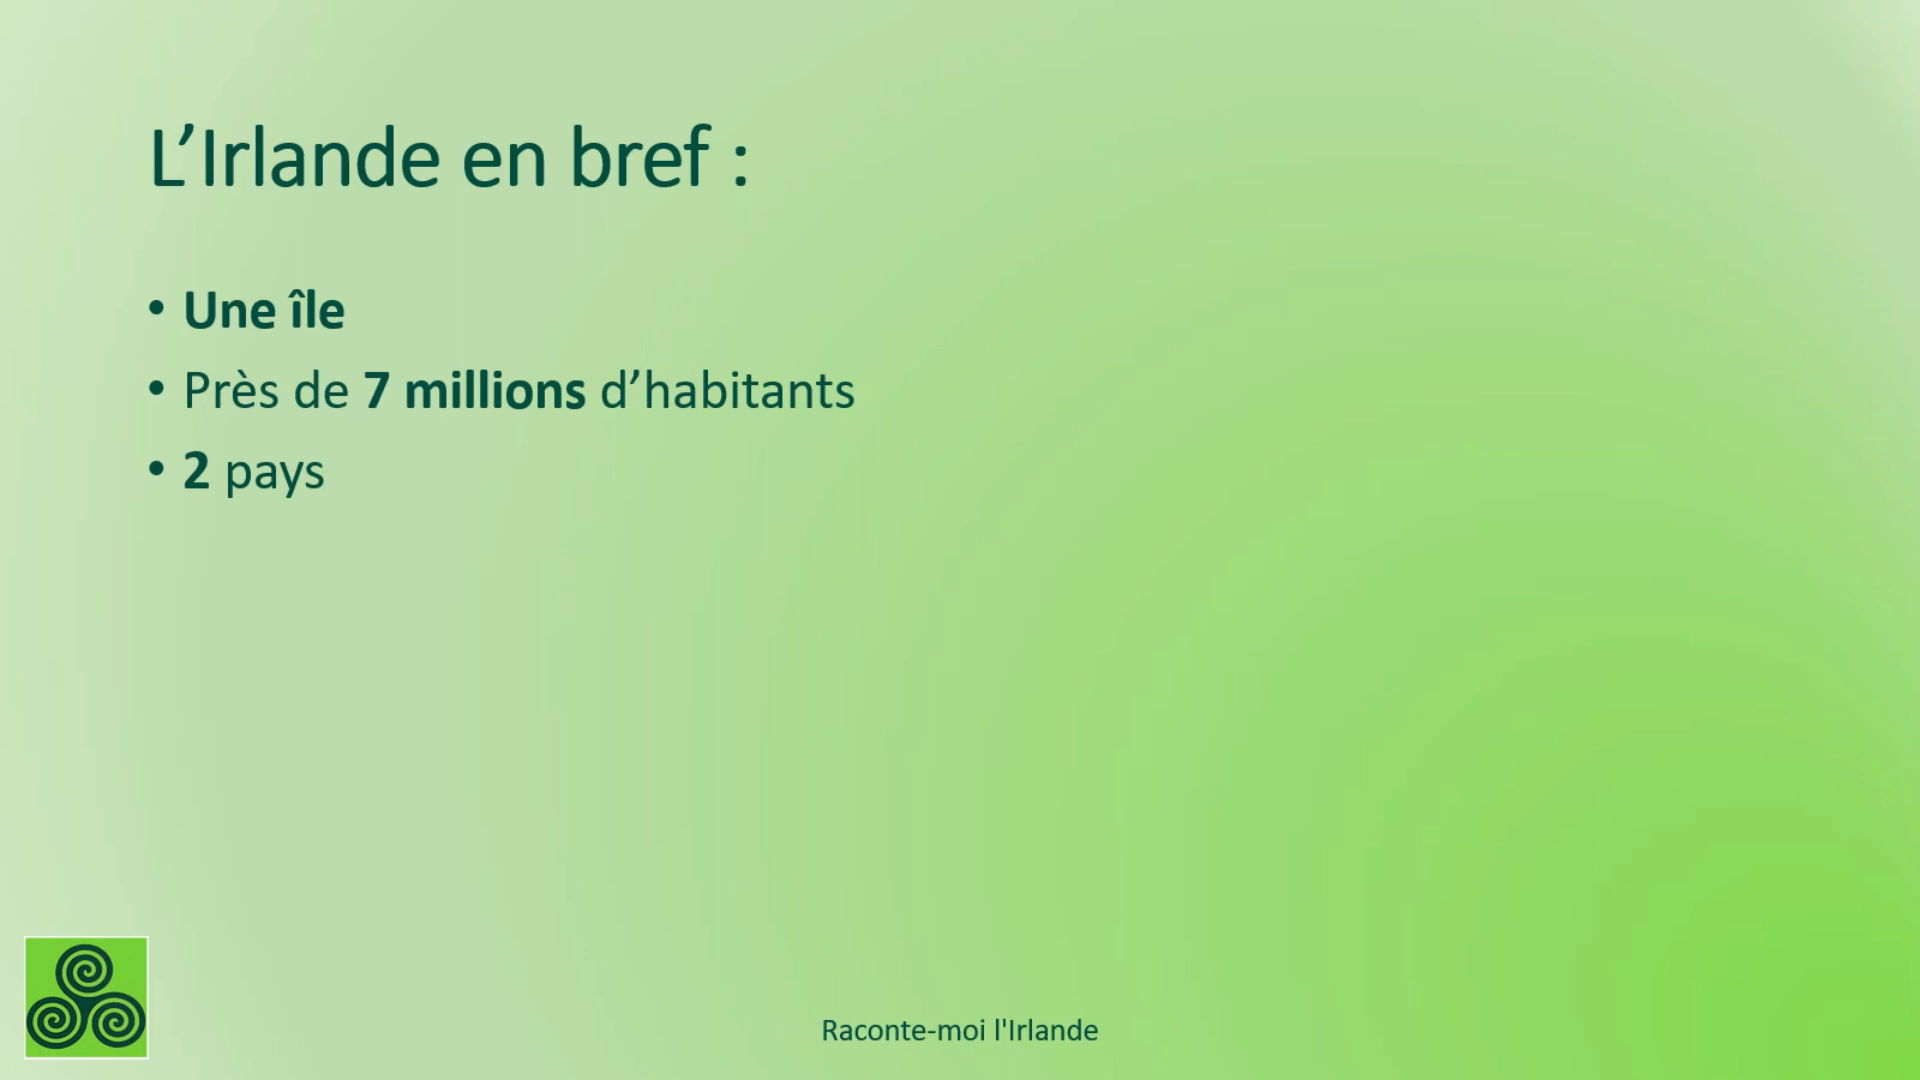 L’Irlande en bref :
• Une île
• Près de 7 millions d’habitants
• 2 pays
Raconte-moi l'Irlande